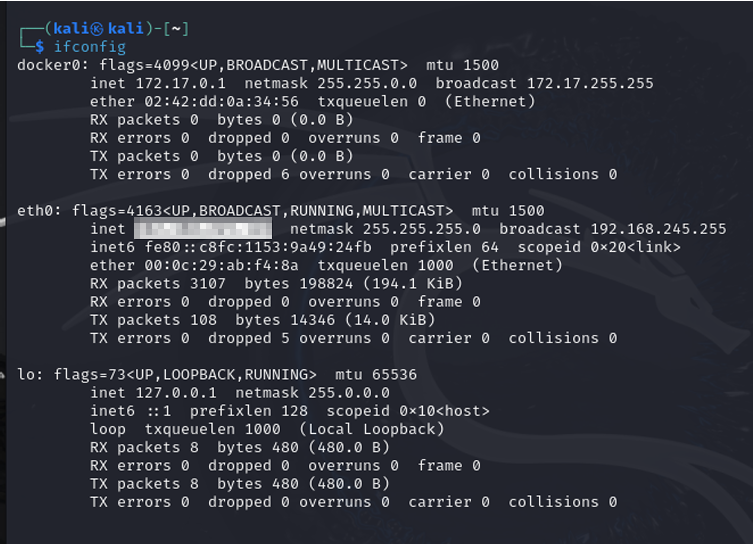 ┌──(kali㉿kali)-[~]
└─$ ifconfig
docker0: flags=4099<UP,BROADCAST,MULTICAST>  mtu 1500
        inet 172.17.0.1  netmask 255.255.0.0  broadcast 172.17.255.255
        ether 02:42:dd:0a:34:56  txqueuelen 0  (Ethernet)
        RX packets 0  bytes 0 (0.0 B)
        RX errors 0  dropped 0  overruns 0  frame 0
        TX packets 0  bytes 0 (0.0 B)
        TX errors 0  dropped 6 overruns 0  carrier 0  collisions 0

eth0: flags=4163<UP,BROADCAST,RUNNING,MULTICAST>  mtu 1500
        inet  netmask 255.255.255.0  broadcast 192.168.245.255
        inet6 fe80::c8fc:1153:9a49:24fb  prefixlen 64  scopeid 0×20<link>
        ether 00:0c:29:ab:f4:8a  txqueuelen 1000  (Ethernet)
        RX packets 3107  bytes 198824 (194.1 KiB)
        RX errors 0  dropped 0  overruns 0  frame 0
        TX packets 108  bytes 14346 (14.0 KiB)
        TX errors 0  dropped 5 overruns 0  carrier 0  collisions 0

lo: flags=73<UP,LOOPBACK,RUNNING>  mtu 65536
        inet 127.0.0.1  netmask 255.0.0.0
        inet6 ::1  prefixlen 128  scopeid 0×10<host>
        loop  txqueuelen 1000  (Local Loopback)
        RX packets 8  bytes 480 (480.0 B)
        RX errors 0  dropped 0  overruns 0  frame 0
        TX packets 8  bytes 480 (480.0 B)
        TX errors 0  dropped 0 overruns 0  carrier 0  collisions 0